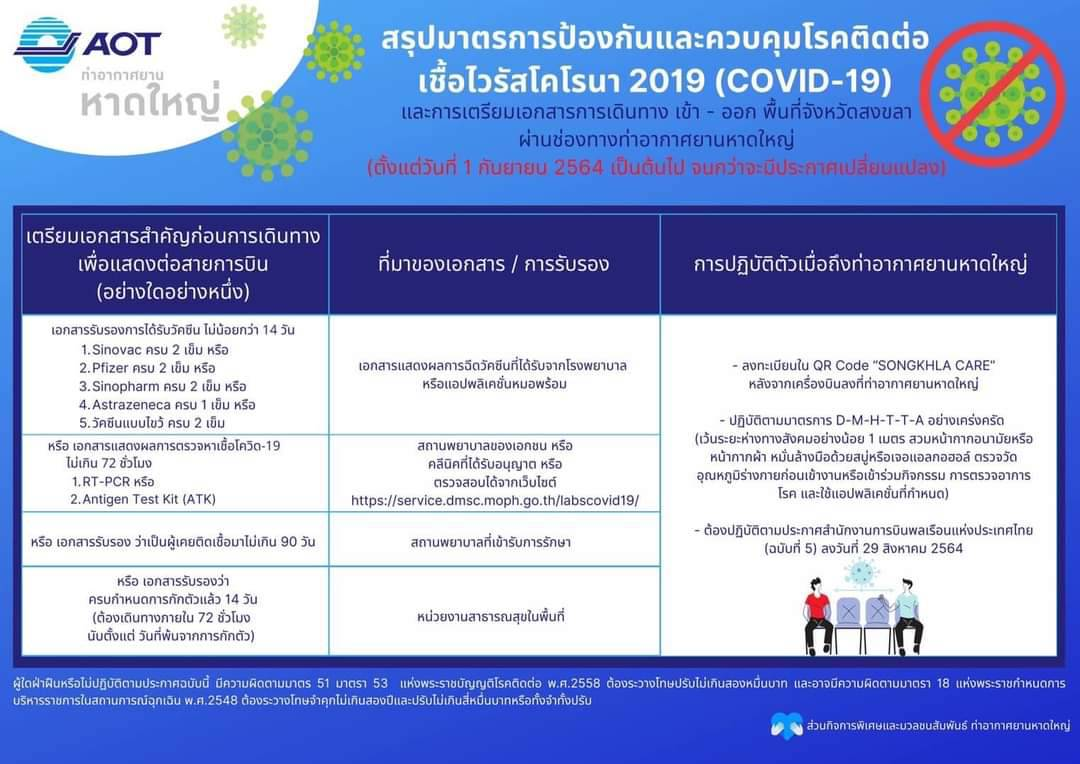 AOT
ท่าอากาศยาน
หาดใหญ่
สรุปมาตรการป้องกันและควบคุมโรคติดต่อ
เชื้อไวรัสโคโรนา 2019 (COVID-19)
และการเตรียมเอกสารการเดินทาง เข้า - ออก พื้นที่จังหวัดสงขลา
ผ่านช่องทางท่าอากาศยานหาดใหญ่
(ตั้งแต่วันที่ 1 กันยายน 2564 เป็นต้นไป จนกว่าจะมีประกาศเปลี่ยนแปลง)
เตรียมเอกสารสำคัญก่อนการเดินทาง
เพื่อแสดงต่อสายการบิน
(อย่างใดอย่างหนึ่ง)
ที่มาของเอกสาร / การรับรอง
การปฏิบัติตัวเมื่อถึงท่าอากาศยานหาดใหญ่
เอกสารรับรองการได้รับวัคซีน ไม่น้อยกว่า 14 วัน
1. Sinovac ครบ 2 เข็ม หรือ
2. Pfizer ครบ 2 เข็ม หรือ
3. Sinopharm ครบ 2 เข็ม หรือ
4. Astrazeneca ครบ 1 เข็ม หรือ
5. วัคซีนแบบไขว้ ครบ 2 เข็ม
เอกสารแสดงผลการฉีดวัคซีนที่ได้รับจากโรงพยาบาล
หรือแอปพลิเคชั่นหมอพร้อม
หรือ เอกสารแสดงผลการตรวจหาเชื้อโควิด-19
ไม่เกิน 72 ชั่วโมง
1. RT-PCR หรือ
2. Antigen Test Kit (ATK)
สถานพยาบาลของเอกชน หรือ
คลีนิคที่ได้รับอนุญาต หรือ
ตรวจสอบได้จากเว็บไซต์
https://service.dmsc.moph.go.th/labscovid19/
หรือ เอกสารรับรอง ว่าเป็นผู้เคยติดเชื้อมาไม่เกิน 90 วัน
สถานพยาบาลที่เข้ารับการรักษา
หรือ เอกสารรับรองว่า
ครบกำหนดการกักตัวแล้ว 14 วัน
(ต้องเดินทางภายใน 72 ชั่วโมง
นับตั้งแต่ วันที่พ้นจากการกักตัว)
หน่วยงานสาธารณสุขในพื้นที่
- ลงทะเบียนใน QR Code "SONGKHLA CARE"
หลังจากเครื่องบินลงที่ท่าอากาศยานหาดใหญ่
- ปฏิบัติตามมาตรการ D-M-H-T-T-A อย่างเคร่งครัด
(เว้นระยะห่างทางสังคมอย่างน้อย 1 เมตร สวมหน้ากากอนามัยหรือ
หน้ากากผ้า หมั่นล้างมือด้วยสบู่หรือเจอแอลกอฮอล์ ตรวจวัด
อุณหภูมิร่างกายก่อนเข้างานหรือเข้าร่วมกิจกรรม การตรวจอาการ
โรค และใช้แอปพลิเคชั่นที่กำหนด)
- ต้องปฏิบัติตามประกาศสำนักงานการบินพลเรือนแห่งประเทศไทย
(ฉบับที่ 5) ลงวันที่ 29 สิงหาคม 2564
ผู้ใดฝ่าฝืนหรือไม่ปฏิบัติตามประกาศฉบับนี้ มีความผิดตามมาตร 51 มาตรา 53 แห่งพระราชบัญญัติโรคติดต่อ พ.ศ.2558 ต้องระวางโทษปรับไม่เกินสองหมื่นบาท และอาจมีความผิดตามมาตรา 18 แห่งพระราชกำหนดการ
บริหารราชการในสถานการณ์ฉุกเฉิน พ.ศ.2548 ต้องระวางโทษจำคุกไม่เกินสองปีและปรับไม่เกินสี่หมื่นบาทหรือทั้งจำทั้งปรับ
ส่วนกิจการพิเศษและมวลชนสัมพันธ์ ท่าอากาศยานหาดใหญ่